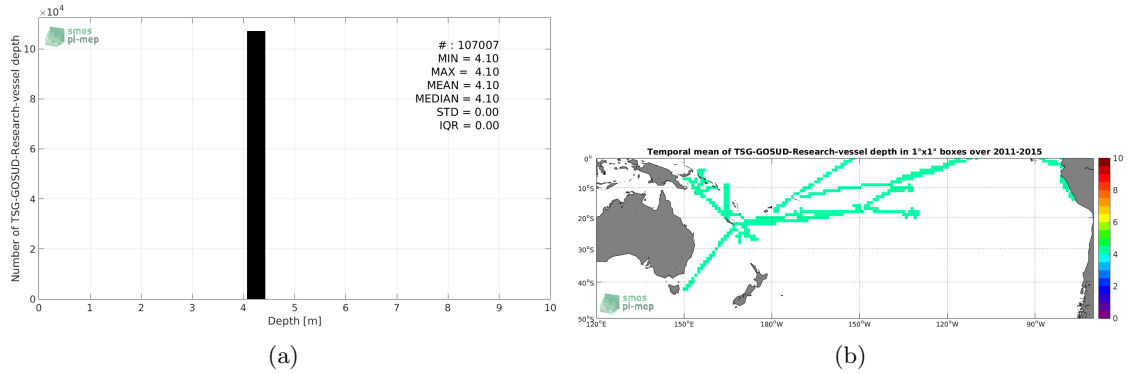 ×10⁴
smos
pi-mep
# : 107007
MIN = 4.10
MAX = 4.10
MEAN = 4.10
MEDIAN = 4.10
STD = 0.00
IQR = 0.00
Number of TSG-GOSUD-Research-vessel depth
10
8
6
4
2
0
0 1 2 3 4 5 6 7 8 9 10
Depth [m]
(a)
Temporal mean of TSG-GOSUD-Research-vessel depth in 1°x1° boxes over 2011-2015
0°
10°S
20°S
30°S
40°S
50°S
smos
pi-mep
120°E 150°E 180°W 150°W 120°W 90°W
10
8
6
4
2
0
(b)